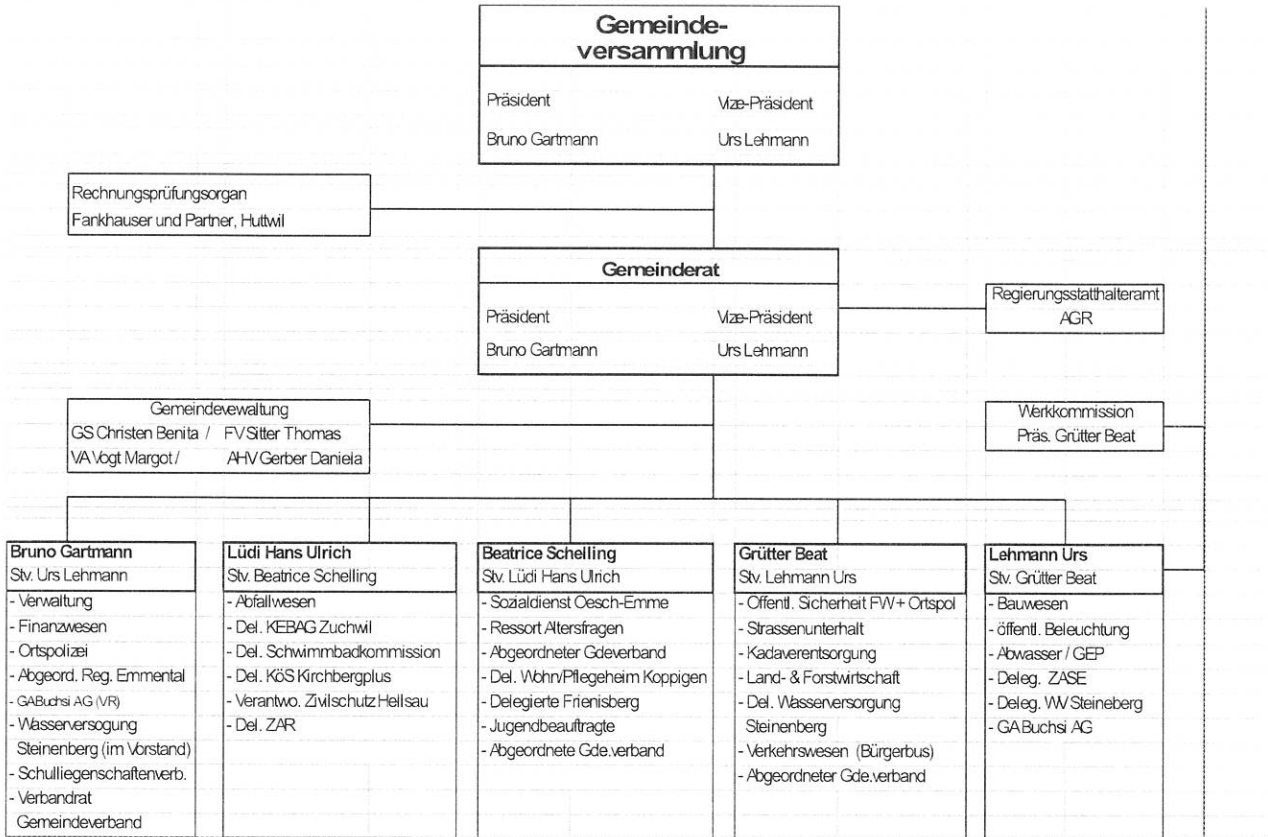 Gemeinde-
versammlung
Präsident Vize-Präsident
Bruno Gartmann Urs Lehmann
Rechnungsprüfungsorgan
Fankhauser und Partner, Huttwil
Gemeinderat
Präsident Vize-Präsident
Bruno Gartmann Urs Lehmann
Regierungsstatthalteramt
AGR
Gemeindevewaltung
GS Christen Benita / FV Sitter Thomas
VA Vogt Margot / AHV Gerber Daniela
Werkkommission
Präs. Grütter Beat
Bruno Gartmann
Stv. Urs Lehmann
- Verwaltung
- Finanzwesen
- Ortspolizei
- Abgeord. Reg. Emmental
- GABuchsi AG (VR)
- Wasserversogung
Steinenberg (im Vorstand)
- Schulliegenschaftenverb.
- Verbandrat
Gemeindeverband
Lüdi Hans Ulrich
Stv. Beatrice Schelling
- Abfallwesen
- Del. KEBAG Zuchwil
- Del. Schwimmbadkommission
- Del. KöS Kirchbergplus
- Verantwo. Zivilschutz Hellsau
- Del. ZAR
Beatrice Schelling
Stv. Lüdi Hans Ulrich
- Sozialdienst Oesch-Emme
- Ressort Altersfragen
- Abgeordneter Gdeverband
- Del. Wohn/Pflegeheim Koppigen
- Delegierte Frienisberg
- Jugendbeauftragte
- Abgeordnete Gde.verband
Grütter Beat
Stv. Lehmann Urs
- Öffentl. Sicherheit FW + Ortspol
- Strassenunterhalt
- Kadaverentsorgung
- Land- & Forstwirtschaft
- Del. Wasserversorgung
Steinenberg
- Verkehrswesen (Bürgerbus)
- Abgeordneter Gde.verband
Lehmann Urs
Stv. Grütter Beat
- Bauwesen
- öffentl. Beleuchtung
- Abwasser / GEP
- Deleg. ZASE
- Deleg. WV Steineberg
- GABuchsi AG